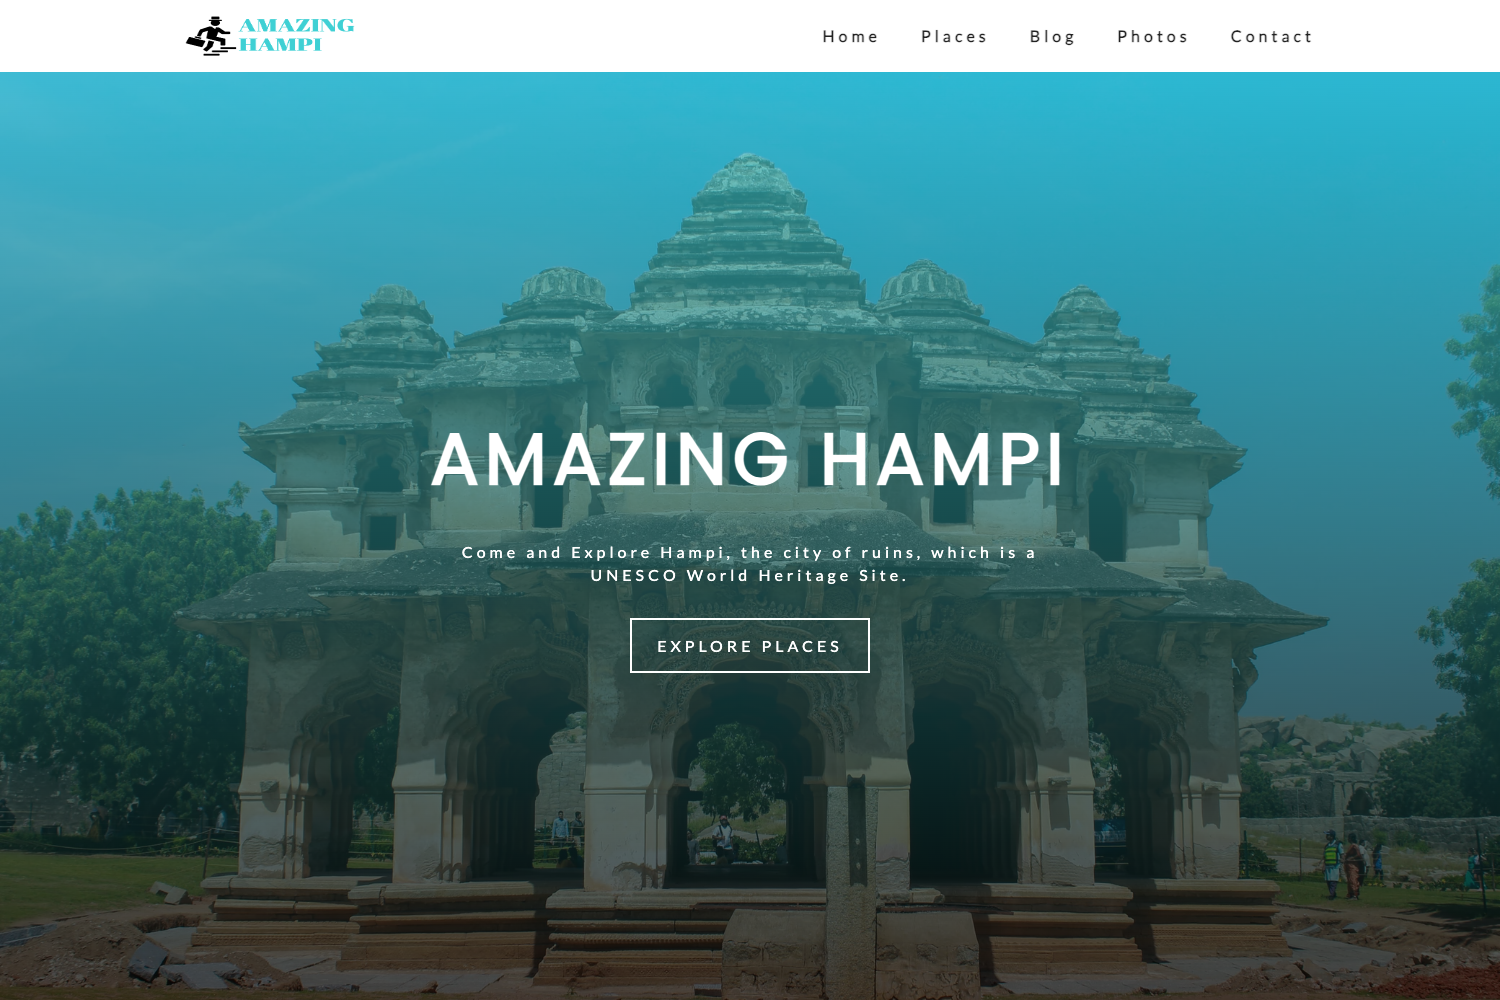 AMAZING
HAMPI
Home Places Blog Photos Contact
AMAZING HAMPI
Come and Explore Hampi, the city of ruins, which is a
UNESCO World Heritage Site.
EXPLORE PLACES